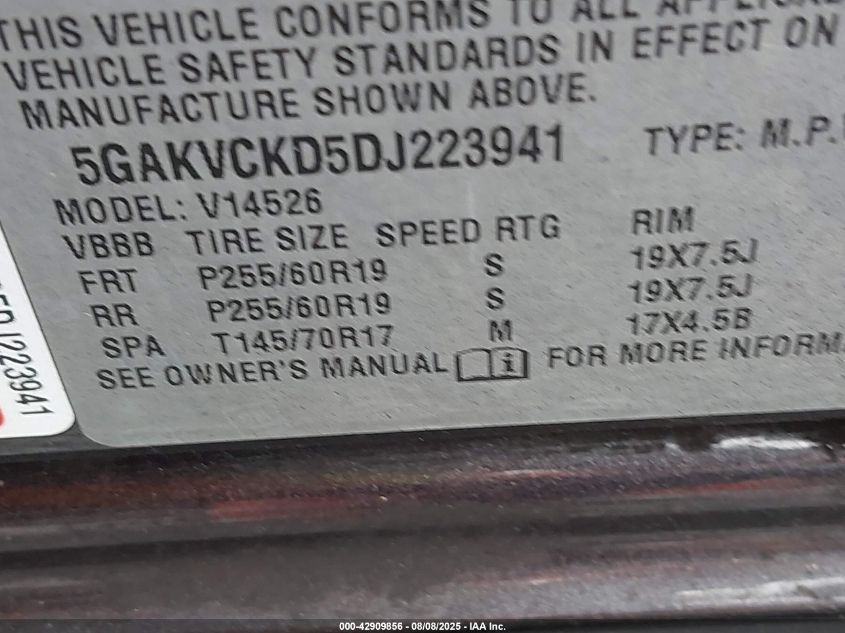 THIS VEHICLE CONFORMS TO ALL
VEHICLE SAFETY STANDARDS IN EFFECT ON
MANUFACTURE SHOWN ABOVE.
5GAKVCKD5DJ223941 TYPE: M.P.
MODEL: V14526
VBBB TIRE SIZE SPEED RTG RIM
FRT P255/60R19 S 19X7.5J
RR P255/60R19 S 19X7.5J
SPA T145/70R17 M 17X4.5B
SEE OWNER'S MANUAL FOR MORE INFORM
J223941
000-42909856 - 08/08/2025 - IAA Inc.